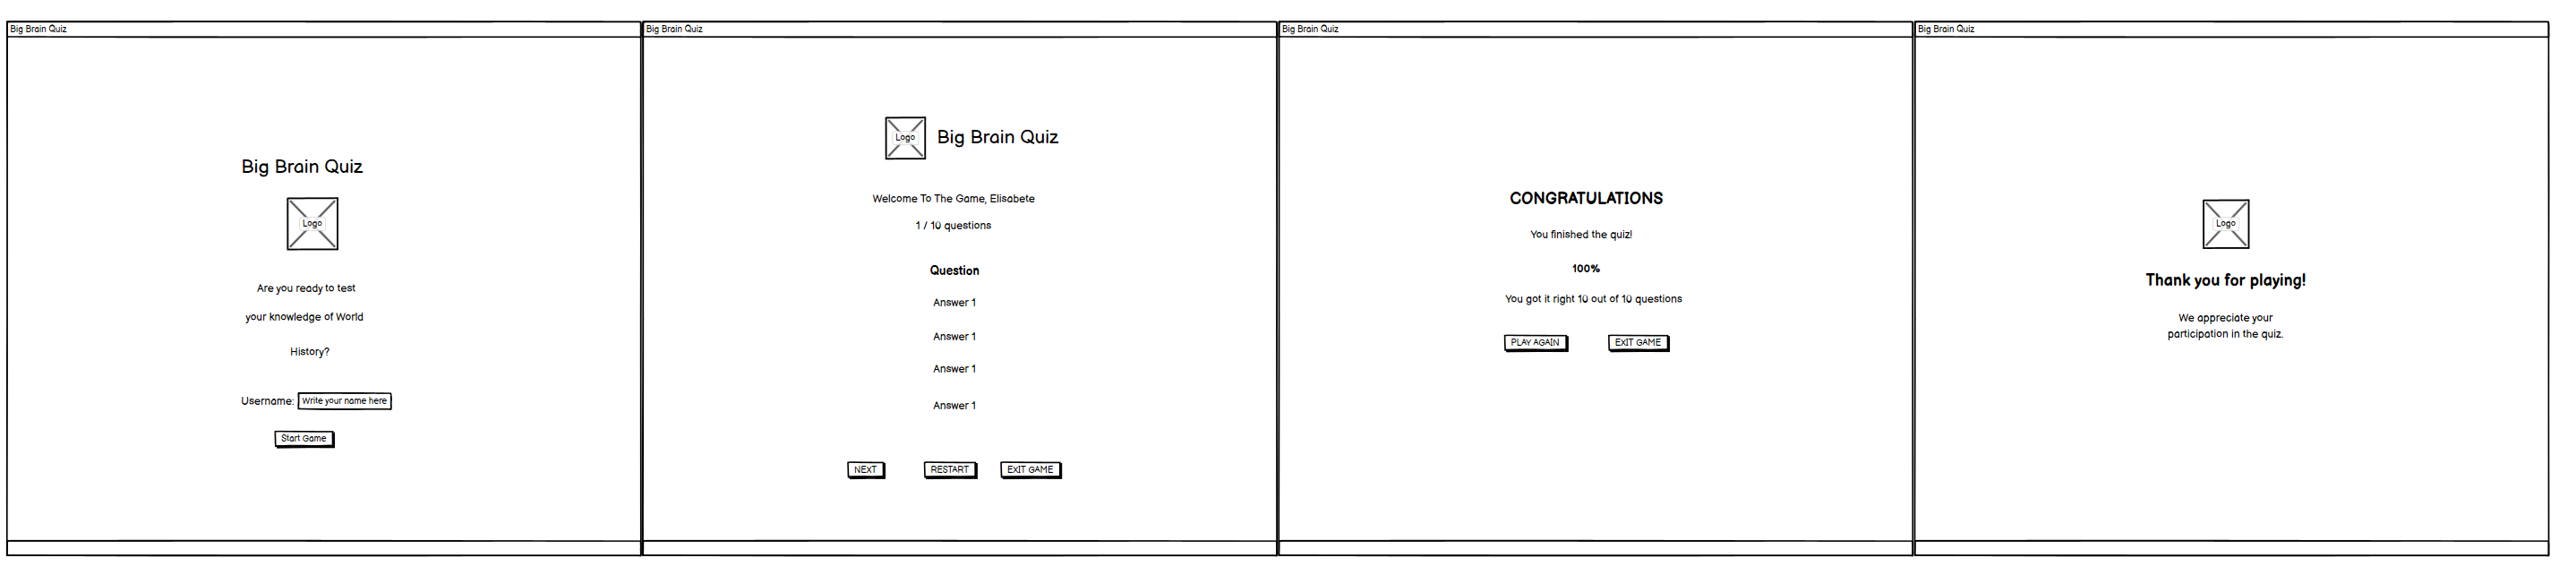 Big Brain Quiz
Big Brain Quiz
Logo
Are you ready to test
your knowledge of World
History?
Username: Write your name here
Start Game
Big Brain Quiz
Logo
Big Brain Quiz
Welcome To The Game, Elisabete
1 / 10 questions
Question
Answer 1
Answer 1
Answer 1
Answer 1
NEXT
RESTART
EXIT GAME
Big Brain Quiz
CONGRATULATIONS
You finished the quiz!
100%
You got it right 10 out of 10 questions
PLAY AGAIN
EXIT GAME
Big Brain Quiz
Logo
Thank you for playing!
We appreciate your
participation in the quiz.